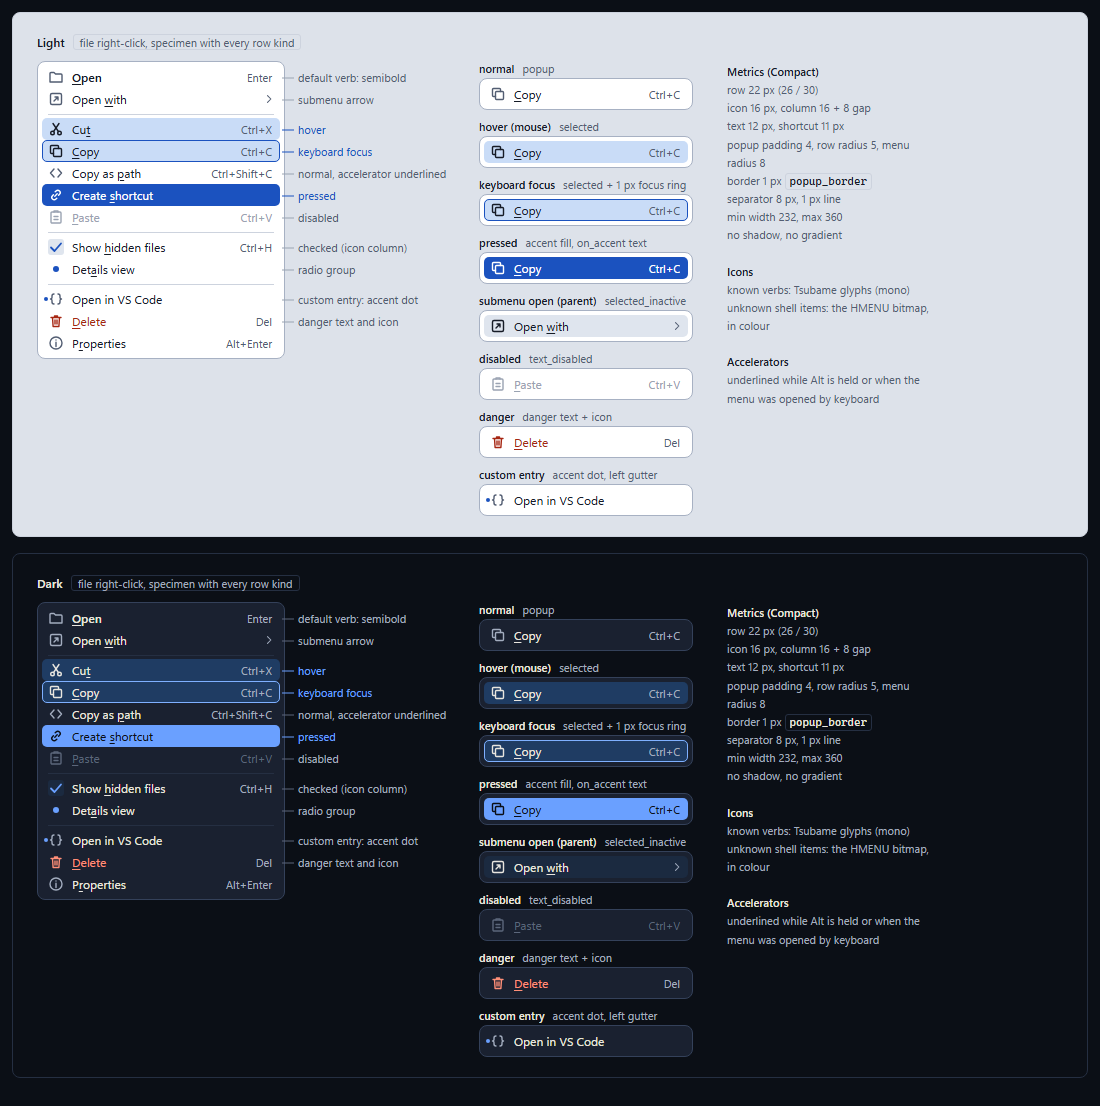 Light file right-click, specimen with every row kind
Open Enter default verb: semibold
Open with submenu arrow
Cut Ctrl+X hover
Copy Ctrl+C keyboard focus
Copy as path Ctrl+Shift+C normal, accelerator underlined
Create shortcut pressed
Paste Ctrl+V disabled
Show hidden files Ctrl+H checked (icon column)
Details view radio group
Open in VS Code custom entry: accent dot
Delete Del danger text and icon
Properties Alt+Enter
normal popup
Copy Ctrl+C
hover (mouse) selected
Copy Ctrl+C
keyboard focus selected + 1 px focus ring
Copy Ctrl+C
pressed accent fill, on_accent text
Copy Ctrl+C
submenu open (parent) selected_inactive
Open with
disabled text_disabled
Paste Ctrl+V
danger danger text + icon
Delete Del
custom entry accent dot, left gutter
Open in VS Code
Metrics (Compact)
row 22 px (26 / 30)
icon 16 px, column 16 + 8 gap
text 12 px, shortcut 11 px
popup padding 4, row radius 5, menu
radius 8
border 1 px popup_border
separator 8 px, 1 px line
min width 232, max 360
no shadow, no gradient
Icons
known verbs: Tsubame glyphs (mono)
unknown shell items: the HMENU bitmap,
in colour
Accelerators
underlined while Alt is held or when the
menu was opened by keyboard
Dark file right-click, specimen with every row kind
Open Enter default verb: semibold
Open with submenu arrow
Cut Ctrl+X hover
Copy Ctrl+C keyboard focus
Copy as path Ctrl+Shift+C normal, accelerator underlined
Create shortcut pressed
Paste Ctrl+V disabled
Show hidden files Ctrl+H checked (icon column)
Details view radio group
Open in VS Code custom entry: accent dot
Delete Del danger text and icon
Properties Alt+Enter
normal popup
Copy Ctrl+C
hover (mouse) selected
Copy Ctrl+C
keyboard focus selected + 1 px focus ring
Copy Ctrl+C
pressed accent fill, on_accent text
Copy Ctrl+C
submenu open (parent) selected_inactive
Open with
disabled text_disabled
Paste Ctrl+V
danger danger text + icon
Delete Del
custom entry accent dot, left gutter
Open in VS Code
Metrics (Compact)
row 22 px (26 / 30)
icon 16 px, column 16 + 8 gap
text 12 px, shortcut 11 px
popup padding 4, row radius 5, menu
radius 8
border 1 px popup_border
separator 8 px, 1 px line
min width 232, max 360
no shadow, no gradient
Icons
known verbs: Tsubame glyphs (mono)
unknown shell items: the HMENU bitmap,
in colour
Accelerators
underlined while Alt is held or when the
menu was opened by keyboard